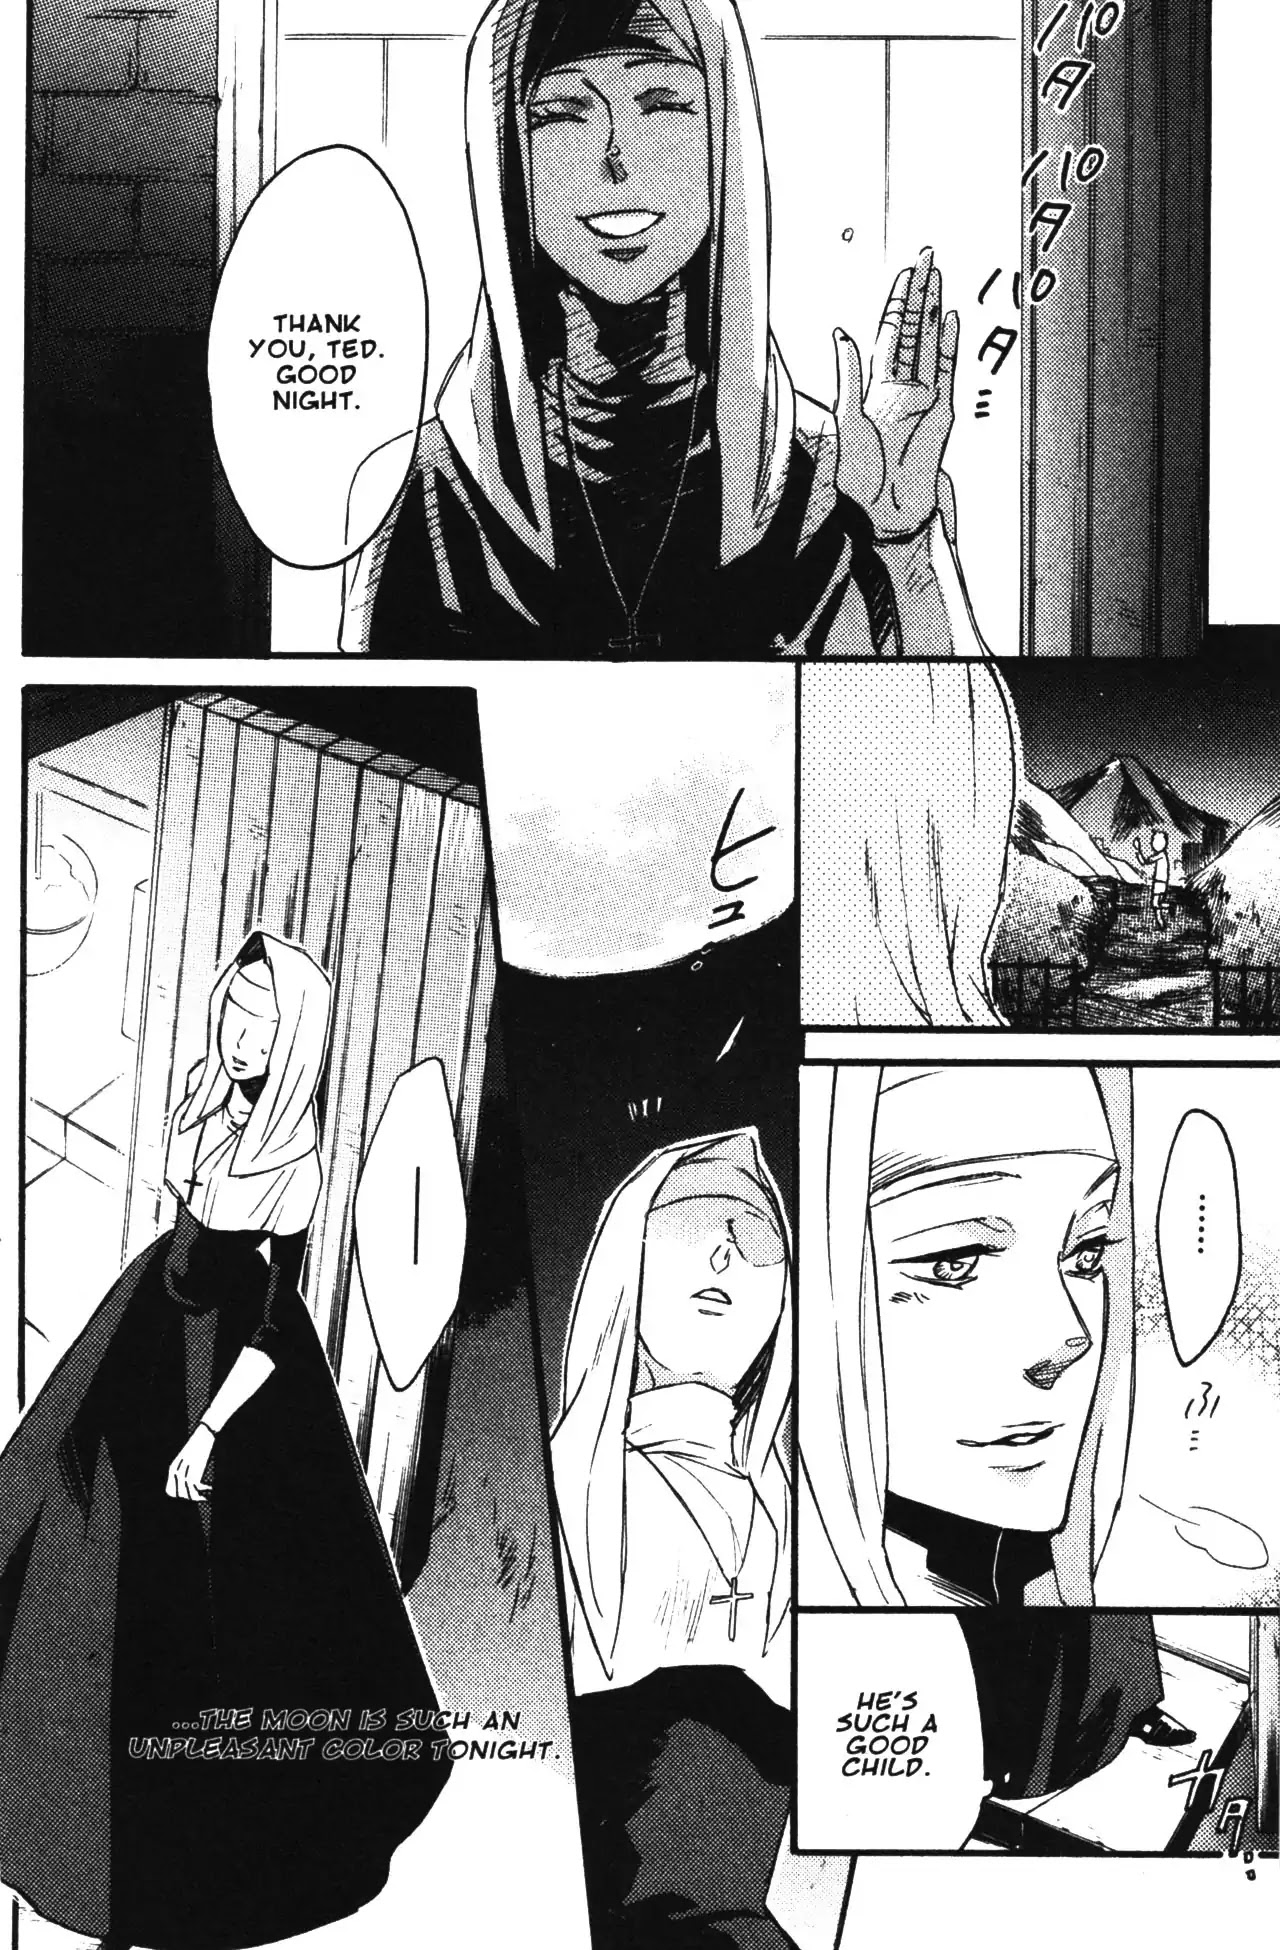 パタ
パタ
パタ
THANK
YOU, TED.
GOOD
NIGHT.
………
ふ…
HE'S
SUCH A
GOOD
CHILD.
ヒュ
―
...THE MOON IS SUCH AN
UNPLEASANT COLOR TONIGHT.